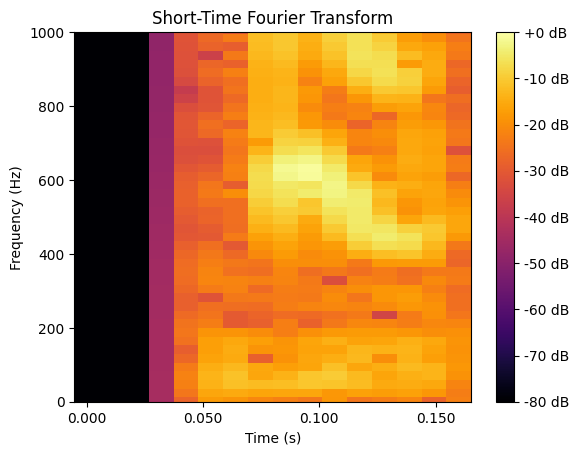 Short-Time Fourier Transform
1000
800
600
400
200
0
Frequency (Hz)
0.000
0.050
0.100
0.150
Time (s)
+0 dB
-10 dB
-20 dB
-30 dB
-40 dB
-50 dB
-60 dB
-70 dB
-80 dB